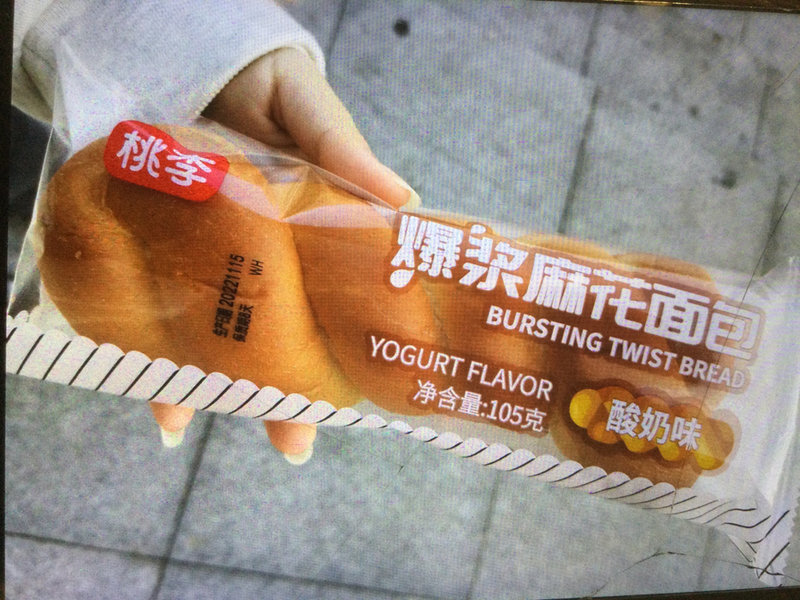 桃李
爆浆麻花面包
BURSTING TWIST BREAD
YOGURT FLAVOR
净含量:105克
酸奶味
生产日期 20221115
WH